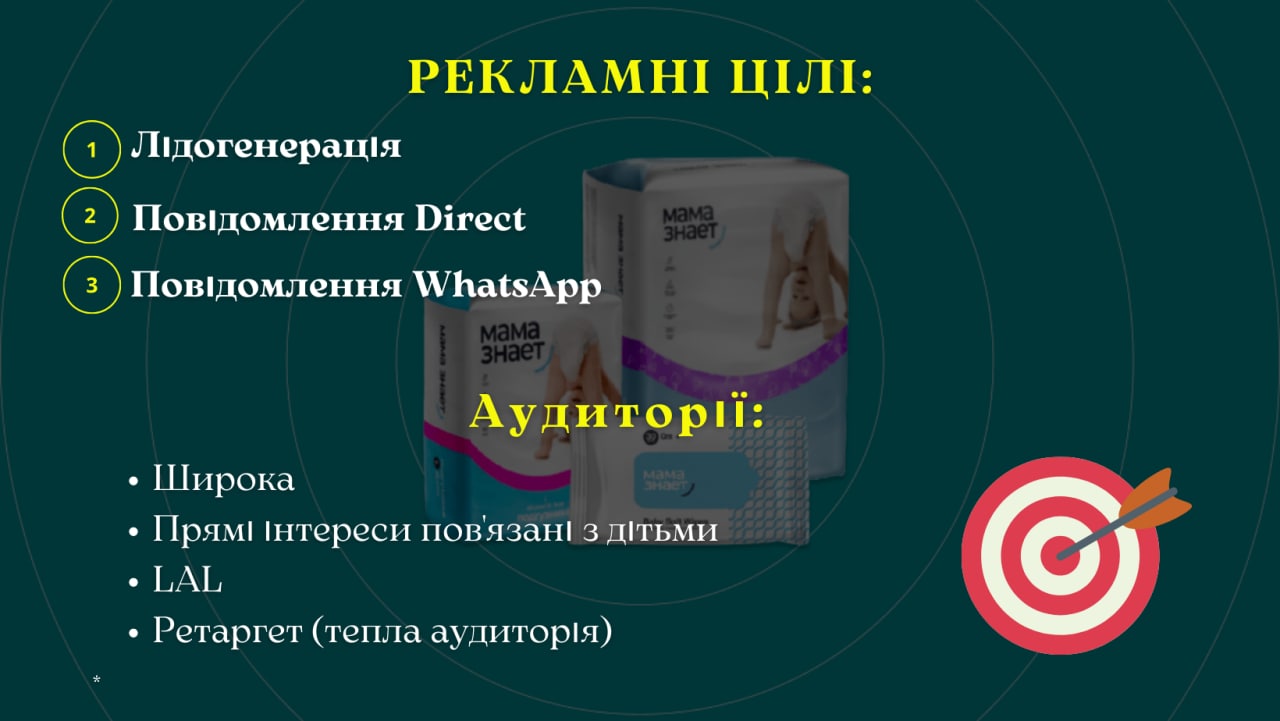 РЕКЛАМНІ ЦІЛІ:
1 Лідогенерація
2 Повідомлення Direct
3 Повідомлення WhatsApp
мама
знает
мама
знает
Аудиторії:
мама
знает
• Широка
• Прямі інтереси пов'язані з дітьми
• LAL
• Ретаргет (тепла аудиторія)
*